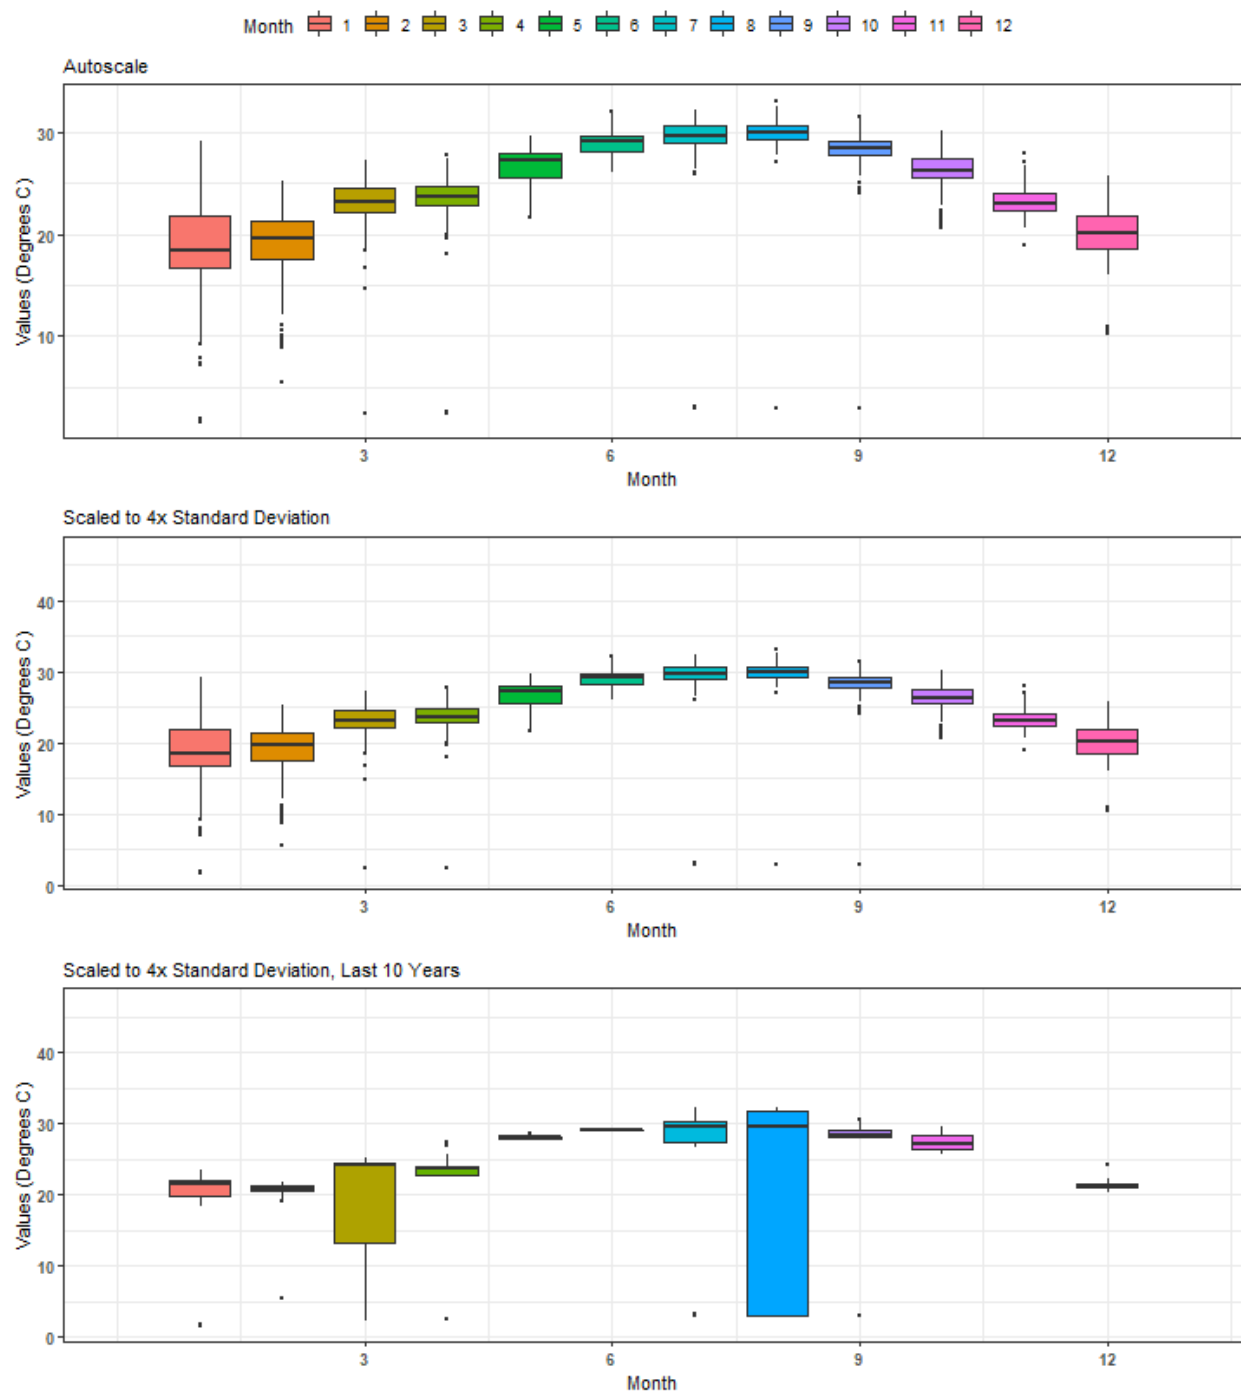 Month 1 2 3 4 5 6 7 8 9 10 11 12
Autoscale
Values (Degrees C)
30
20
10
3 6 9 12
Month
Scaled to 4x Standard Deviation
Values (Degrees C)
40
30
20
10
0
3 6 9 12
Month
Scaled to 4x Standard Deviation, Last 10 Years
Values (Degrees C)
40
30
20
10
0
3 6 9 12
Month